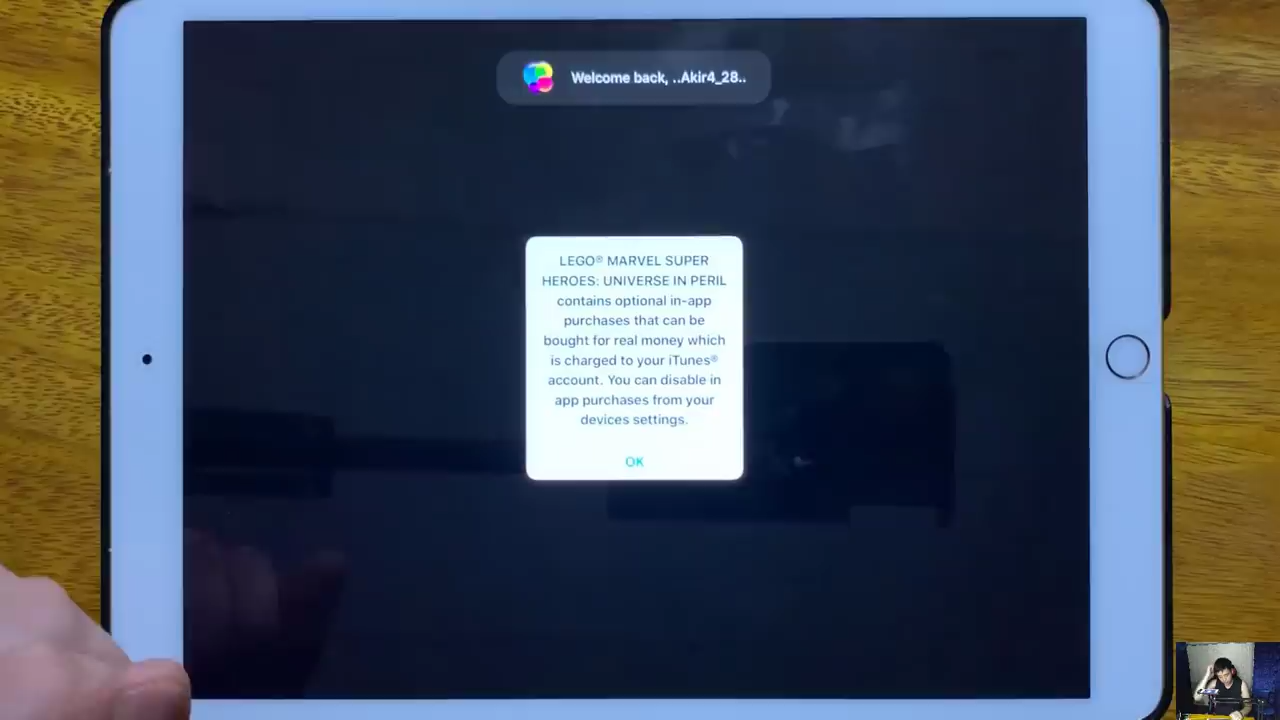 Welcome back, ..Akir4_28..
LEGO® MARVEL SUPER
HEROES: UNIVERSE IN PERIL
contains optional in-app
purchases that can be
bought for real money which
is charged to your iTunes®
account. You can disable in
app purchases from your
devices settings.
OK